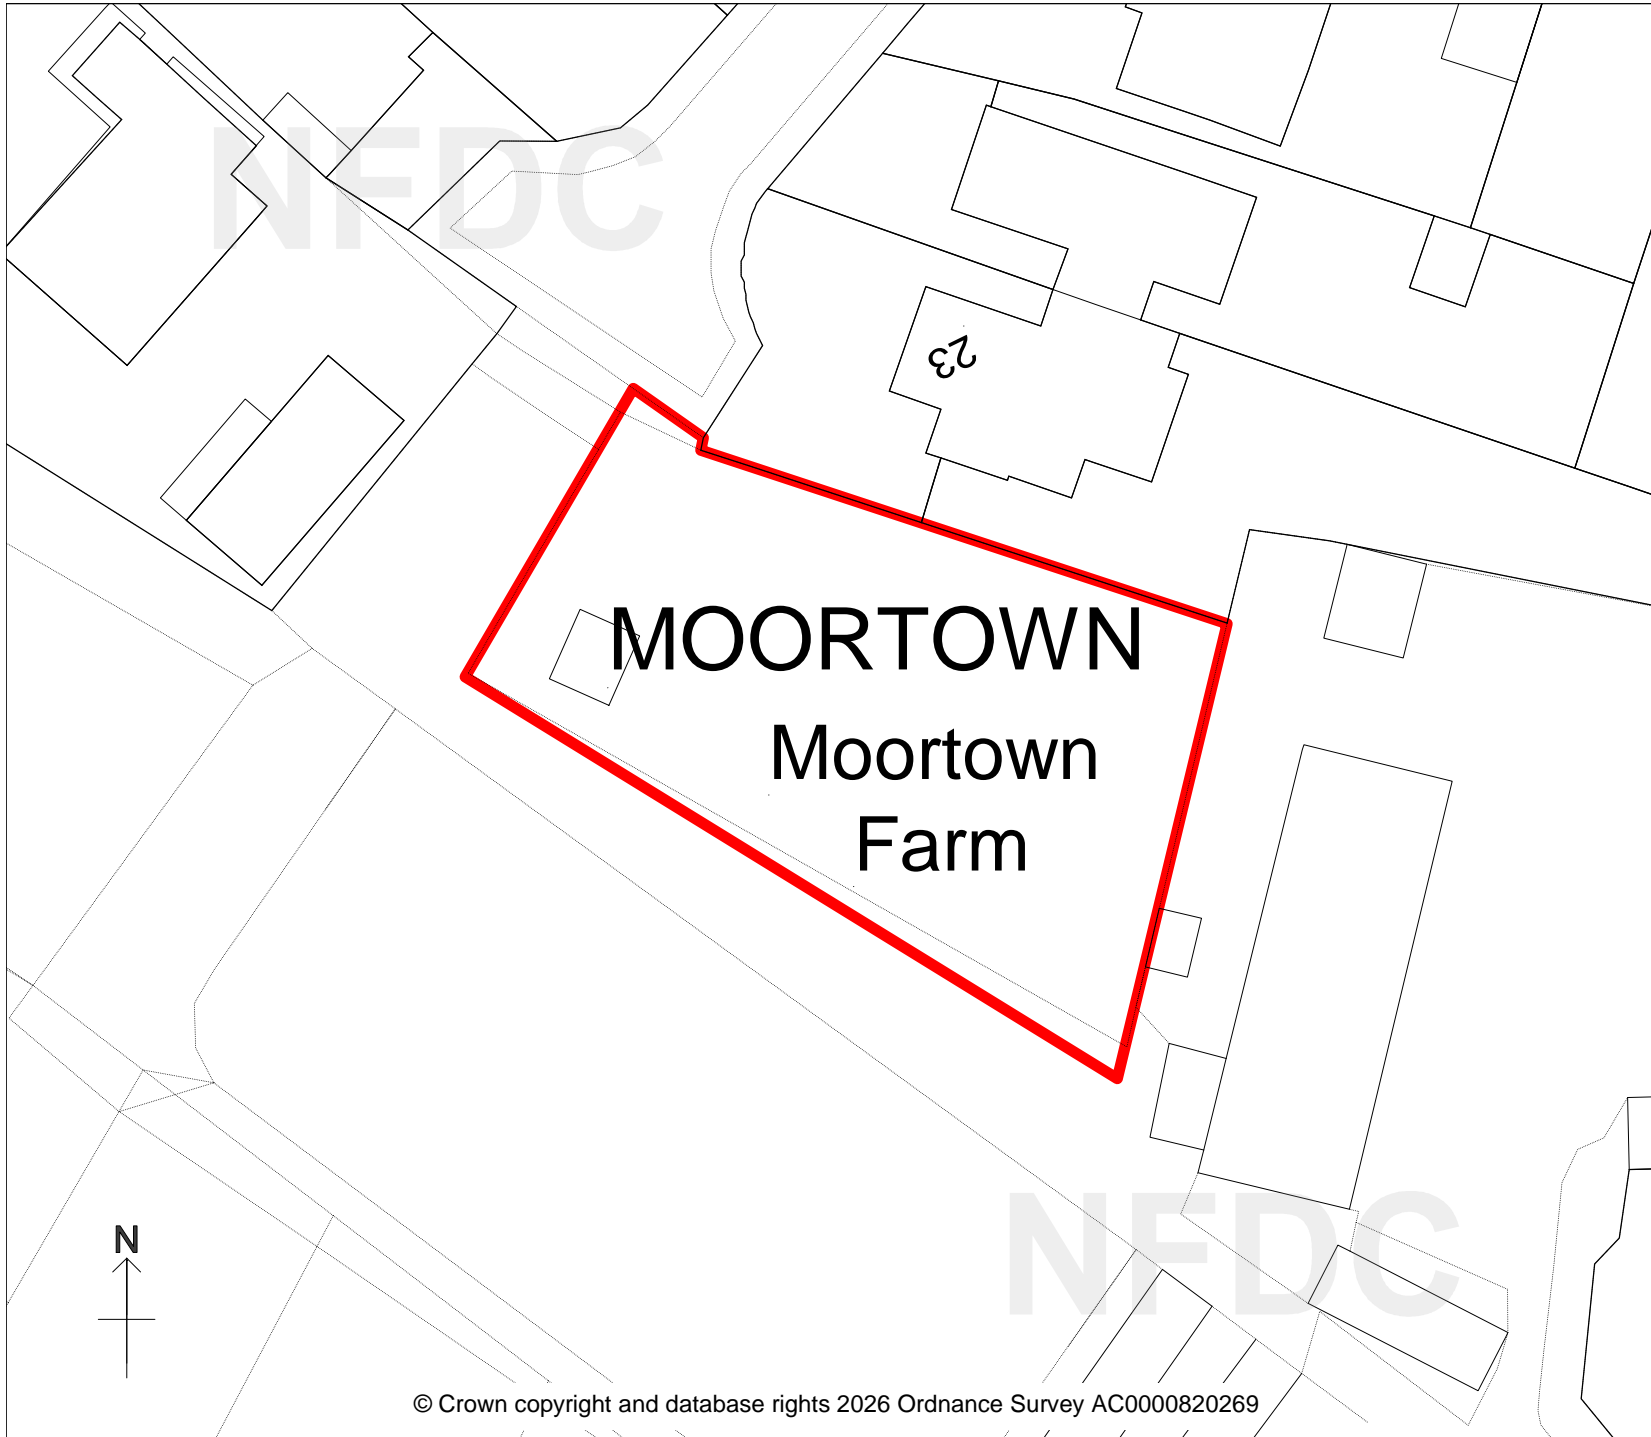 NFDC
23
MOORTOWN
Moortown
Farm
NFDC
N
© Crown copyright and database rights 2026 Ordnance Survey AC0000820269